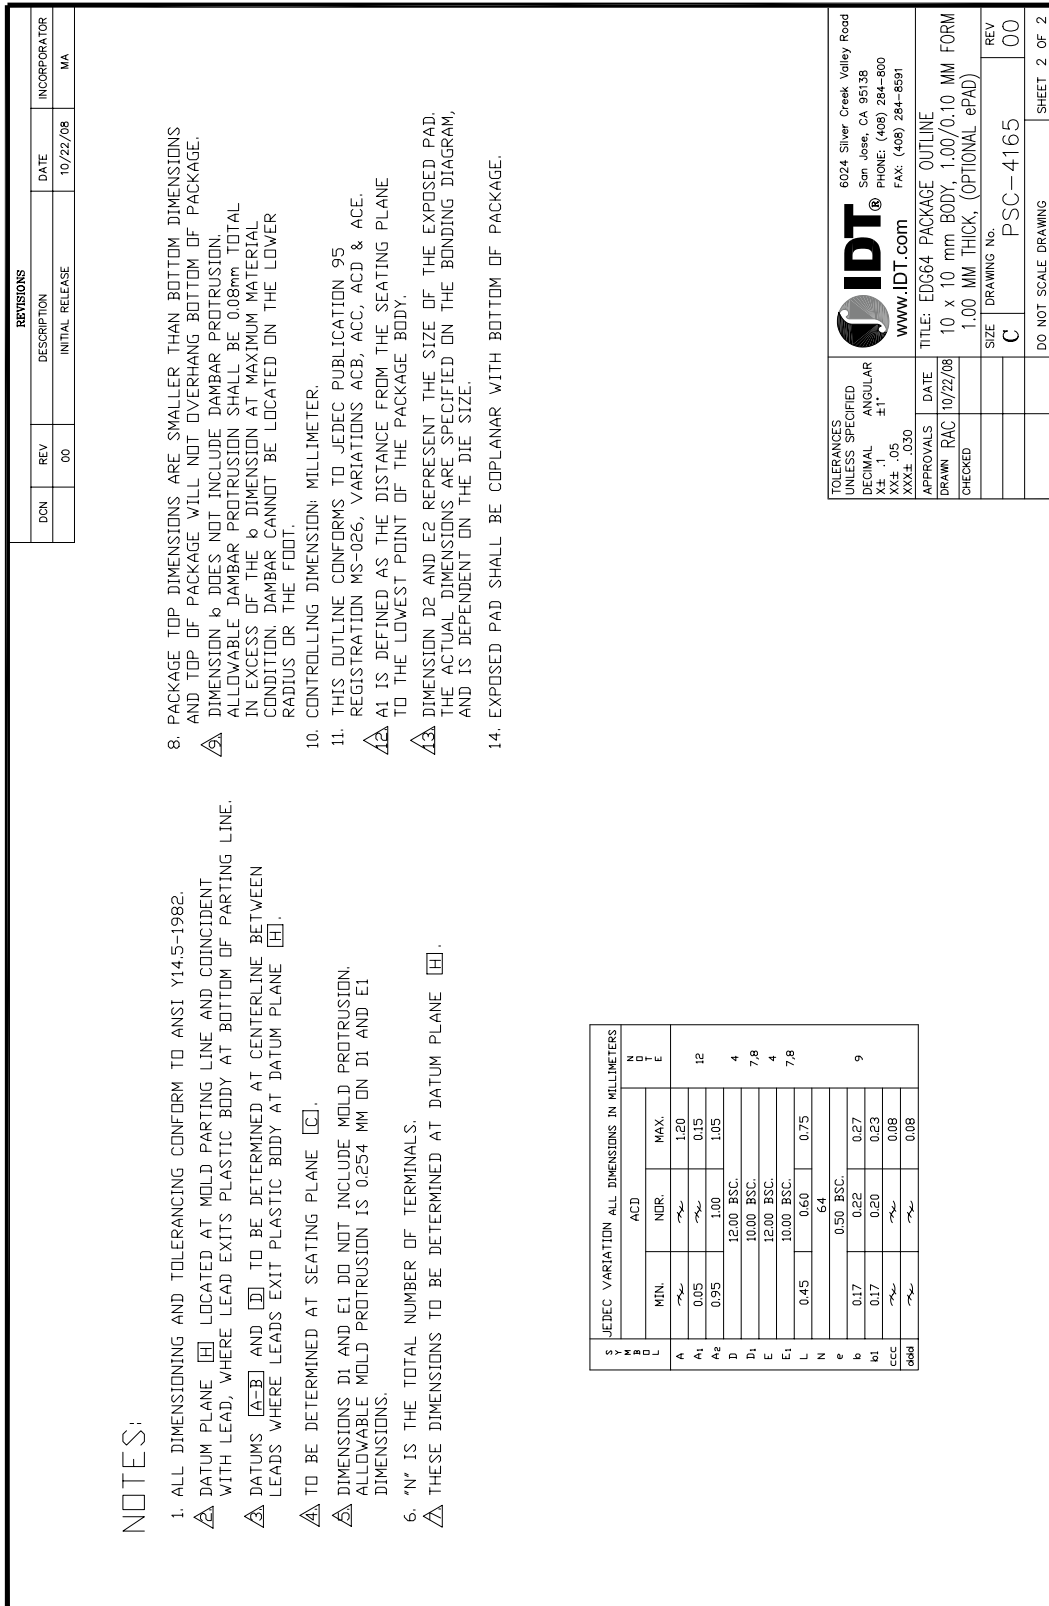 REVISIONS
DCN REV DESCRIPTION DATE INCORPORATOR
00 INITIAL RELEASE 10/22/08 MA
NOTES:
1. ALL DIMENSIONING AND TOLERANCING CONFORM TO ANSI Y14.5-1982.
2. DATUM PLANE H LOCATED AT MOLD PARTING LINE AND COINCIDENT
WITH LEAD, WHERE LEAD EXITS PLASTIC BODY AT BOTTOM OF PARTING LINE.
3. DATUMS A-B AND D TO BE DETERMINED AT CENTERLINE BETWEEN
LEADS WHERE LEADS EXIT PLASTIC BODY AT DATUM PLANE H.
4. TO BE DETERMINED AT SEATING PLANE C.
5. DIMENSIONS D1 AND E1 DO NOT INCLUDE MOLD PROTRUSION.
ALLOWABLE MOLD PROTRUSION IS 0.254 MM ON D1 AND E1
DIMENSIONS.
6. "N" IS THE TOTAL NUMBER OF TERMINALS.
7. THESE DIMENSIONS TO BE DETERMINED AT DATUM PLANE H.
8. PACKAGE TOP DIMENSIONS ARE SMALLER THAN BOTTOM DIMENSIONS
AND TOP OF PACKAGE WILL NOT OVERHANG BOTTOM OF PACKAGE.
9. DIMENSION b DOES NOT INCLUDE DAMBAR PROTRUSION.
ALLOWABLE DAMBAR PROTRUSION SHALL BE 0.08mm TOTAL
IN EXCESS OF THE b DIMENSION AT MAXIMUM MATERIAL
CONDITION. DAMBAR CANNOT BE LOCATED ON THE LOWER
RADIUS OR THE FOOT.
10. CONTROLLING DIMENSION: MILLIMETER.
11. THIS OUTLINE CONFORMS TO JEDEC PUBLICATION 95
REGISTRATION MS-026, VARIATIONS ACB, ACC, ACD & ACE.
12. A1 IS DEFINED AS THE DISTANCE FROM THE SEATING PLANE
TO THE LOWEST POINT OF THE PACKAGE BODY.
13. DIMENSION D2 AND E2 REPRESENT THE SIZE OF THE EXPOSED PAD.
THE ACTUAL DIMENSIONS ARE SPECIFIED ON THE BONDING DIAGRAM,
AND IS DEPENDENT ON THE DIE SIZE.
14. EXPOSED PAD SHALL BE COPLANAR WITH BOTTOM OF PACKAGE.
SYMBOL JEDEC VARIATION ALL DIMENSIONS IN MILLIMETERS
ACD NOTE
MIN. NOR. MAX.
A 1.20
A1 0.05 0.15 12
A2 0.95 1.00 1.05
D 12.00 BSC. 4
D1 10.00 BSC. 7,8
E 12.00 BSC. 4
E1 10.00 BSC. 7,8
L 0.45 0.60 0.75
N 64
e 0.50 BSC.
b 0.17 0.22 0.27 9
b1 0.17 0.20 0.23
ccc 0.08
ddd 0.08
TOLERANCES
UNLESS SPECIFIED
DECIMAL ANGULAR
X± .1 ±1°
XX± .05
XXX± .030
IDT®
www.IDT.com
6024 Silver Creek Valley Road
San Jose, CA 95138
PHONE: (408) 284-800
FAX: (408) 284-8591
APPROVALS DATE
DRAWN RAC 10/22/08
CHECKED
TITLE: EDG64 PACKAGE OUTLINE
10 x 10 mm BODY, 1.00/0.10 MM FORM
1.00 MM THICK, (OPTIONAL ePAD)
SIZE DRAWING No. REV
C PSC-4165 00
DO NOT SCALE DRAWING SHEET 2 OF 2